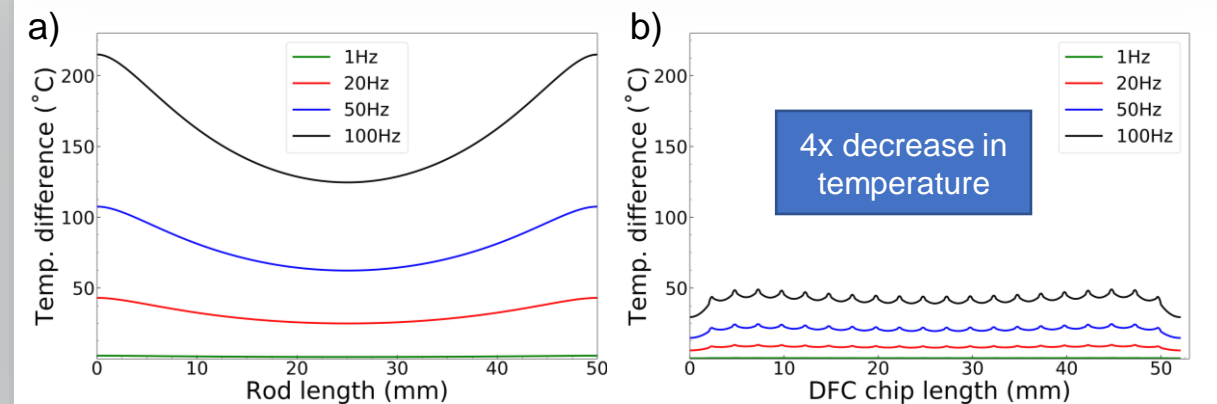 a)
Temp. difference (˚C)
200
150
100
50
0
10
20
30
40
50
Rod length (mm)
1Hz
20Hz
50Hz
100Hz
b)
Temp. difference (˚C)
200
150
100
50
0
10
20
30
40
50
DFC chip length (mm)
1Hz
20Hz
50Hz
100Hz
4x decrease in
temperature